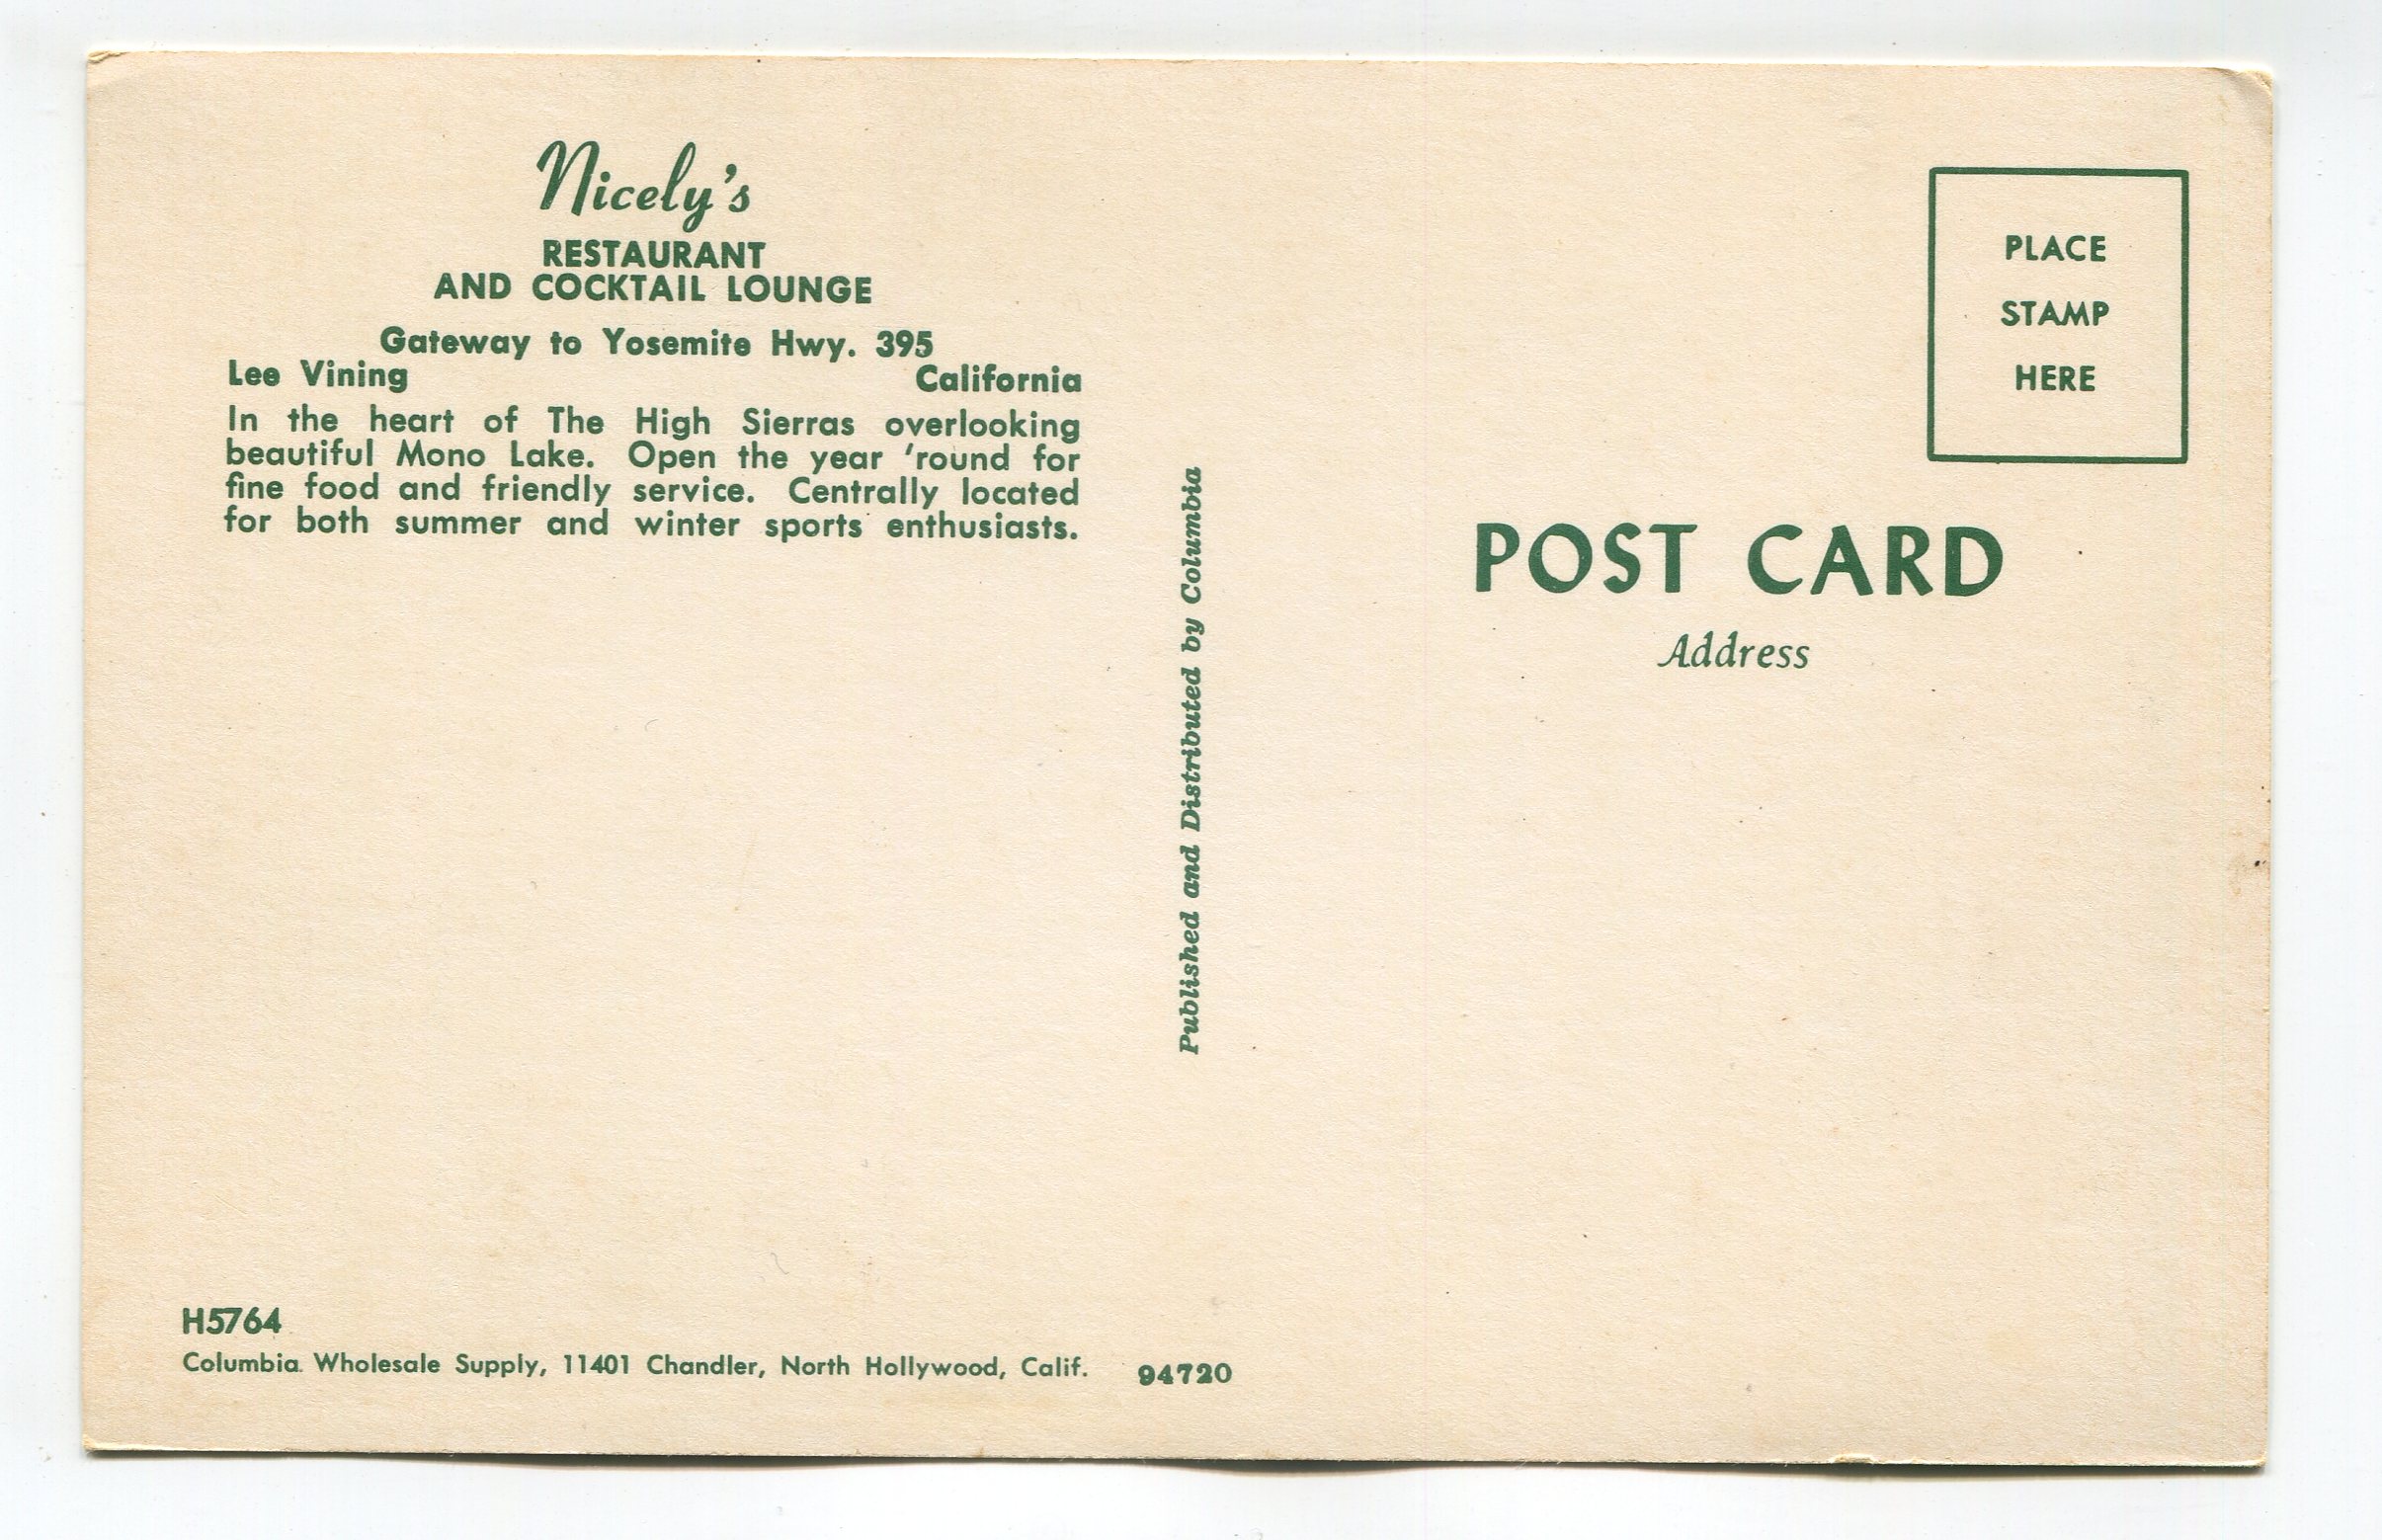 Nicely's
RESTAURANT
AND COCKTAIL LOUNGE
Gateway to Yosemite Hwy. 395
Lee Vining California
In the heart of The High Sierras overlooking
beautiful Mono Lake. Open the year 'round for
fine food and friendly service. Centrally located
for both summer and winter sports enthusiasts.
H5764
Columbia Wholesale Supply, 11401 Chandler, North Hollywood, Calif.
94720
Published and Distributed by Columbia
PLACE
STAMP
HERE
POST CARD
Address